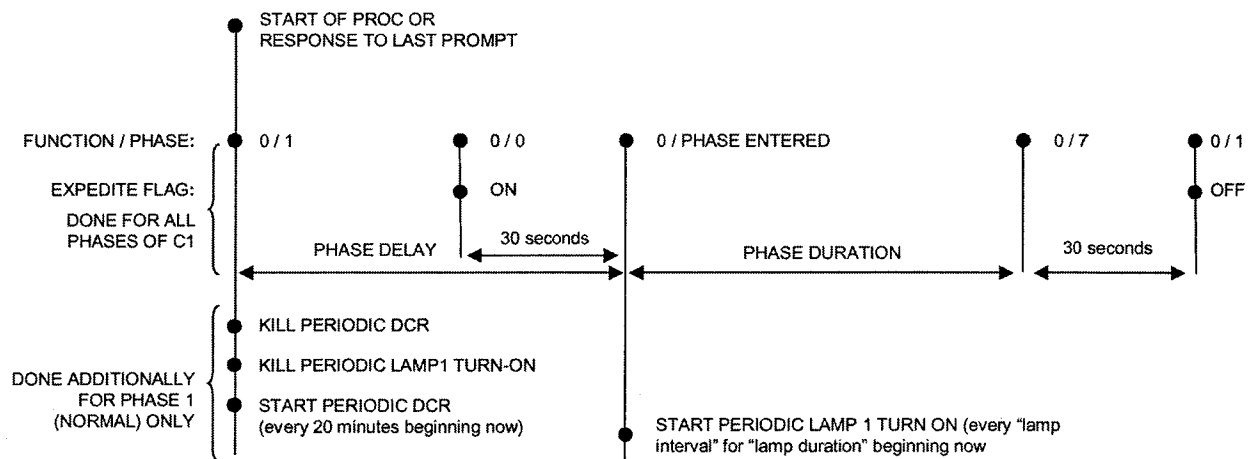 START OF PROC OR
RESPONSE TO LAST PROMPT
FUNCTION / PHASE: 0 / 1 0 / 0 0 / PHASE ENTERED 0 / 7 0 / 1
EXPEDITE FLAG: ON OFF
DONE FOR ALL
PHASES OF C1
PHASE DELAY 30 seconds PHASE DURATION 30 seconds
KILL PERIODIC DCR
KILL PERIODIC LAMP1 TURN-ON
DONE ADDITIONALLY
FOR PHASE 1
(NORMAL) ONLY
START PERIODIC DCR
(every 20 minutes beginning now)
START PERIODIC LAMP 1 TURN ON (every "lamp
interval" for "lamp duration" beginning now